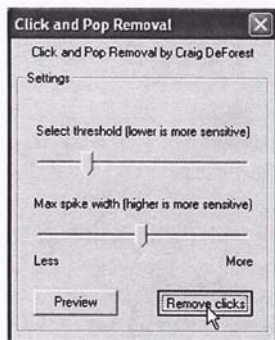 Click and Pop Removal
Click and Pop Removal by Craig DeForest
Settings
Select threshold (lower is more sensitive)
Max spike width (higher is more sensitive)
Less More
Preview Remove clicks